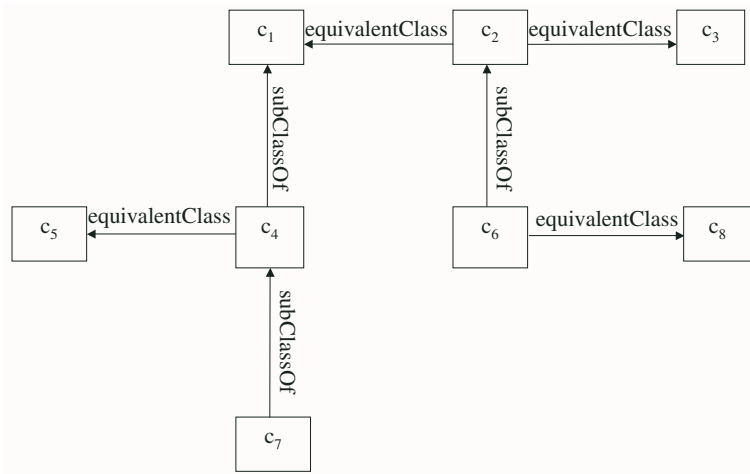 c1 equivalentClass c2 equivalentClass c3
subClassOf subClassOf
c5 equivalentClass c4 c6 equivalentClass c8
subClassOf
c7